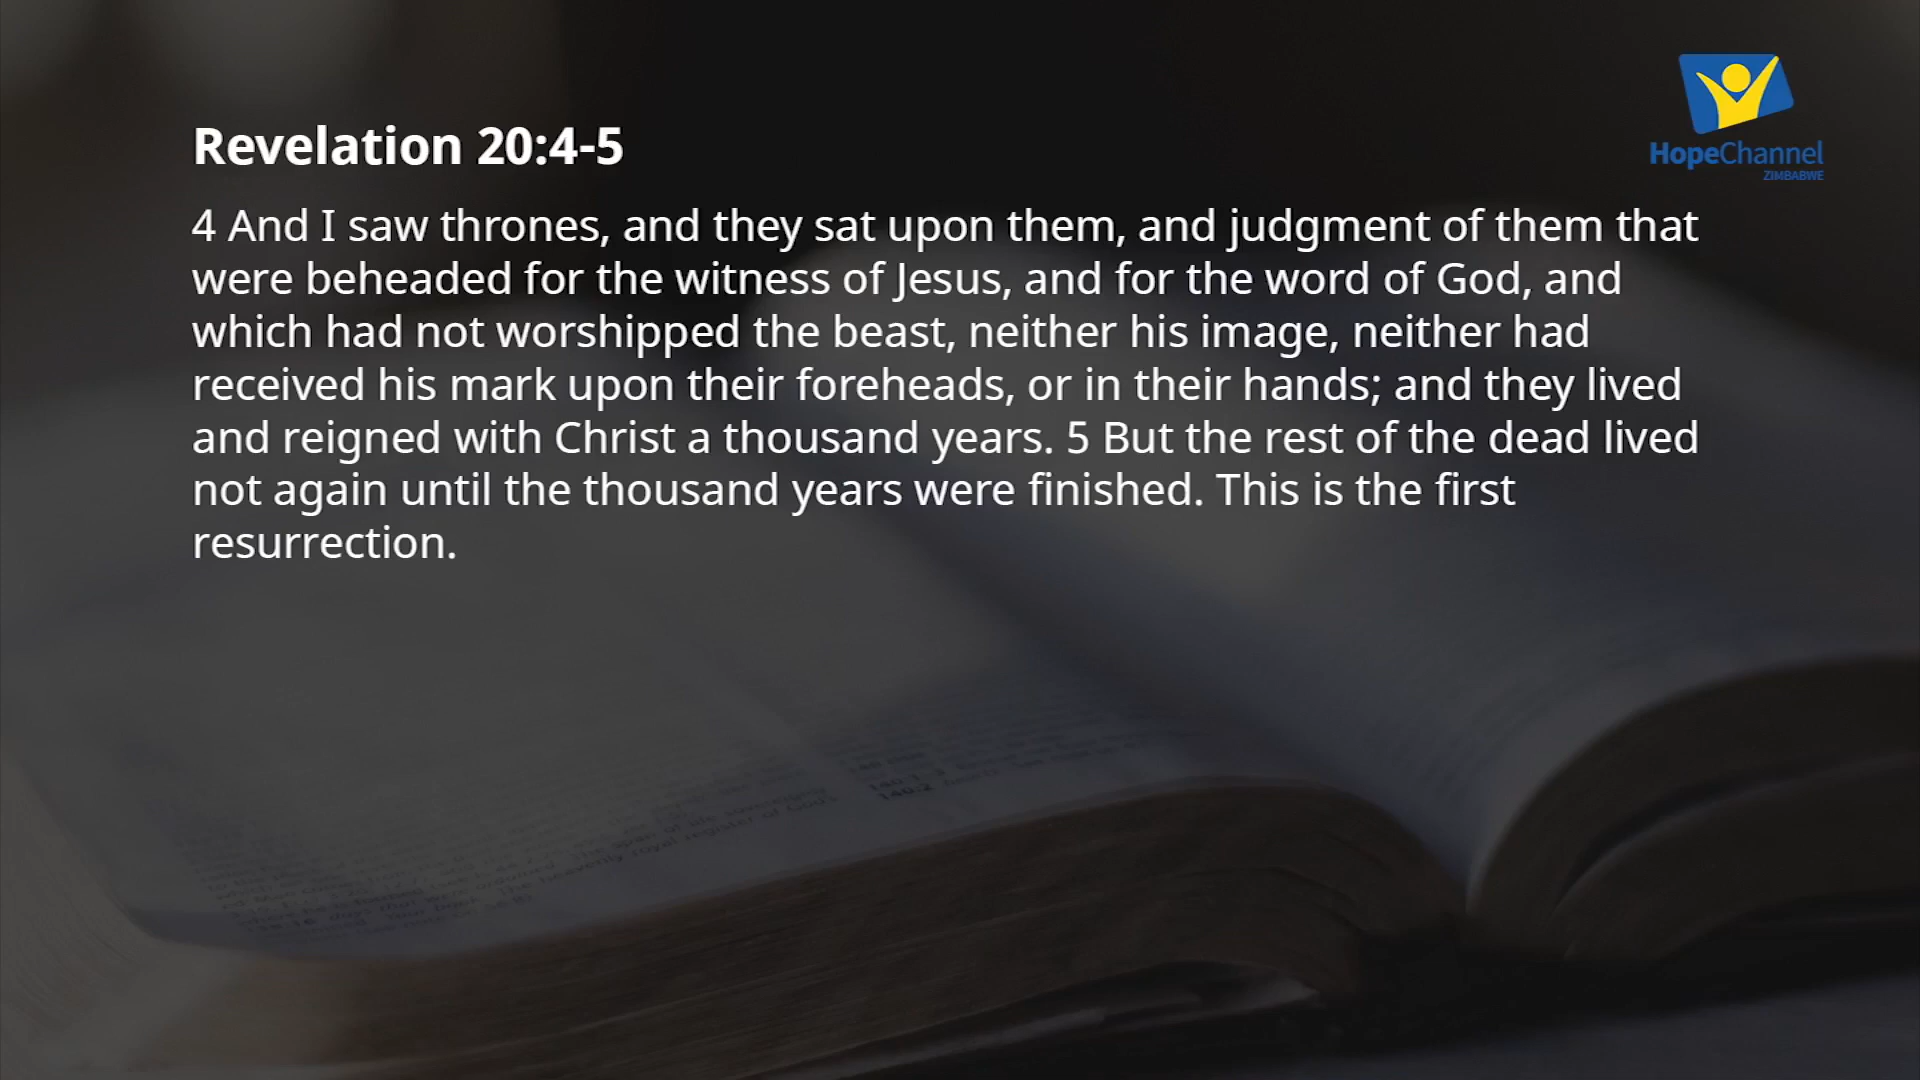 HopeChannel
ZIMBABWE
Revelation 20:4-5
4 And I saw thrones, and they sat upon them, and judgment of them that
were beheaded for the witness of Jesus, and for the word of God, and
which had not worshipped the beast, neither his image, neither had
received his mark upon their foreheads, or in their hands; and they lived
and reigned with Christ a thousand years. 5 But the rest of the dead lived
not again until the thousand years were finished. This is the first
resurrection.